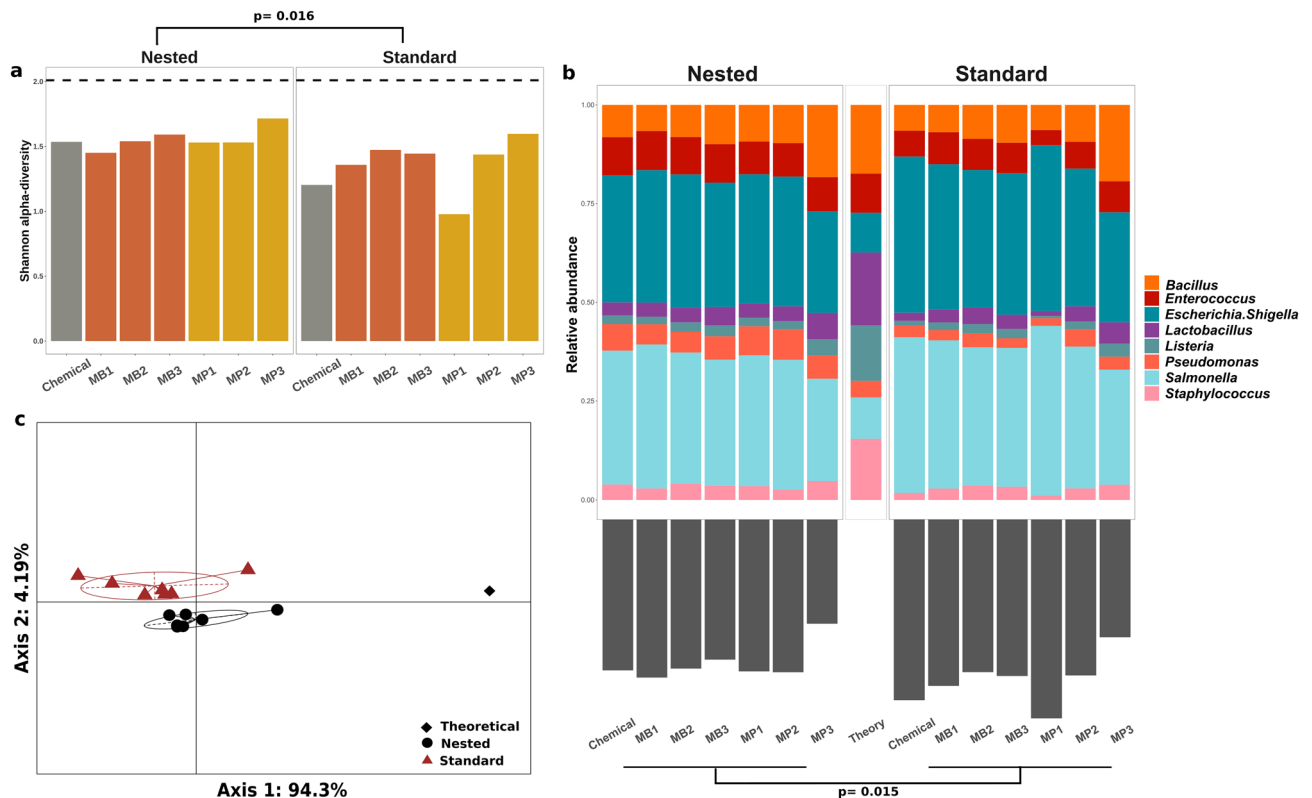 p= 0.016
a
Nested
Standard
Shannon alpha-diversity
2.0
1.5
1.0
0.5
0.0
Chemical MB1 MB2 MB3 MP1 MP2 MP3
Chemical MB1 MB2 MB3 MP1 MP2 MP3
b
Nested
Standard
Relative abundance
1.00
0.75
0.50
0.25
0.00
Bacillus
Enterococcus
Escherichia.Shigella
Lactobacillus
Listeria
Pseudomonas
Salmonella
Staphylococcus
Chemical MB1 MB2 MB3 MP1 MP2 MP3 Theory Chemical MB1 MB2 MB3 MP1 MP2 MP3
p= 0.015
c
Axis 2: 4.19%
Theoretical
Nested
Standard
Axis 1: 94.3%